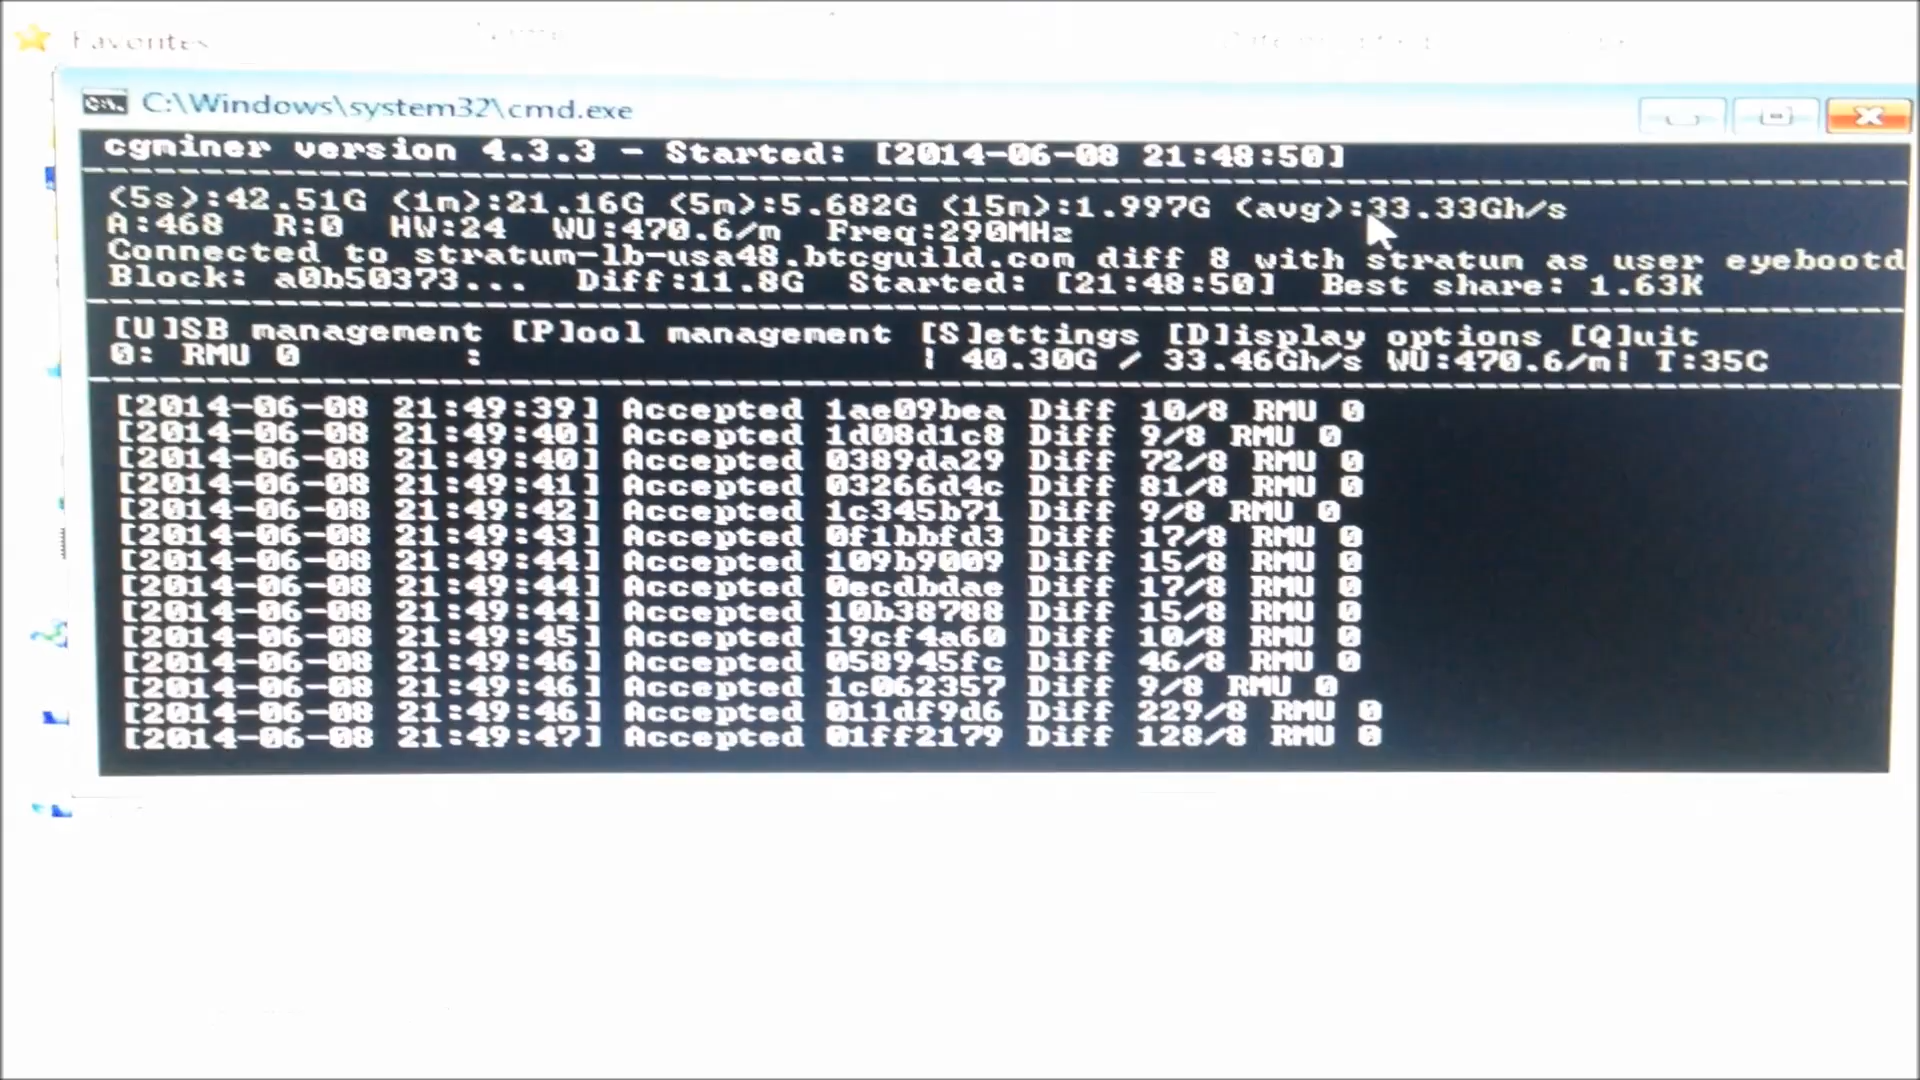 Favorites
C:\Windows\system32\cmd.exe
cgminer version 4.3.3 - Started: [2014-06-08 21:48:50]
(5s):42.51G (1m):21.16G (5m):5.682G (15m):1.997G (avg):33.33Gh/s
A:468 R:0 HW:24 WU:470.6/m Freq:290MHz
Connected to stratum-lb-usa48.btcguild.com diff 8 with stratum as user eyebootd
Block: a0b50373... Diff:11.8G Started: [21:48:50] Best share: 1.63K
[U]SB management [P]ool management [S]ettings [D]isplay options [Q]uit
0: RMU 0 : | 40.30G / 33.46Gh/s WU:470.6/m| T:35C
[2014-06-08 21:49:39] Accepted 1ae09bea Diff 10/8 RMU 0
[2014-06-08 21:49:40] Accepted 1d08d1c8 Diff 9/8 RMU 0
[2014-06-08 21:49:40] Accepted 0389da29 Diff 72/8 RMU 0
[2014-06-08 21:49:41] Accepted 03266d4c Diff 81/8 RMU 0
[2014-06-08 21:49:42] Accepted 1c345b71 Diff 9/8 RMU 0
[2014-06-08 21:49:43] Accepted 0f1bbfd3 Diff 17/8 RMU 0
[2014-06-08 21:49:44] Accepted 109b9009 Diff 15/8 RMU 0
[2014-06-08 21:49:44] Accepted 0ecdbdae Diff 17/8 RMU 0
[2014-06-08 21:49:44] Accepted 10b38788 Diff 15/8 RMU 0
[2014-06-08 21:49:45] Accepted 19cf4a60 Diff 10/8 RMU 0
[2014-06-08 21:49:46] Accepted 058945fc Diff 46/8 RMU 0
[2014-06-08 21:49:46] Accepted 1c062357 Diff 9/8 RMU 0
[2014-06-08 21:49:46] Accepted 011df9d6 Diff 229/8 RMU 0
[2014-06-08 21:49:47] Accepted 01ff2179 Diff 128/8 RMU 0